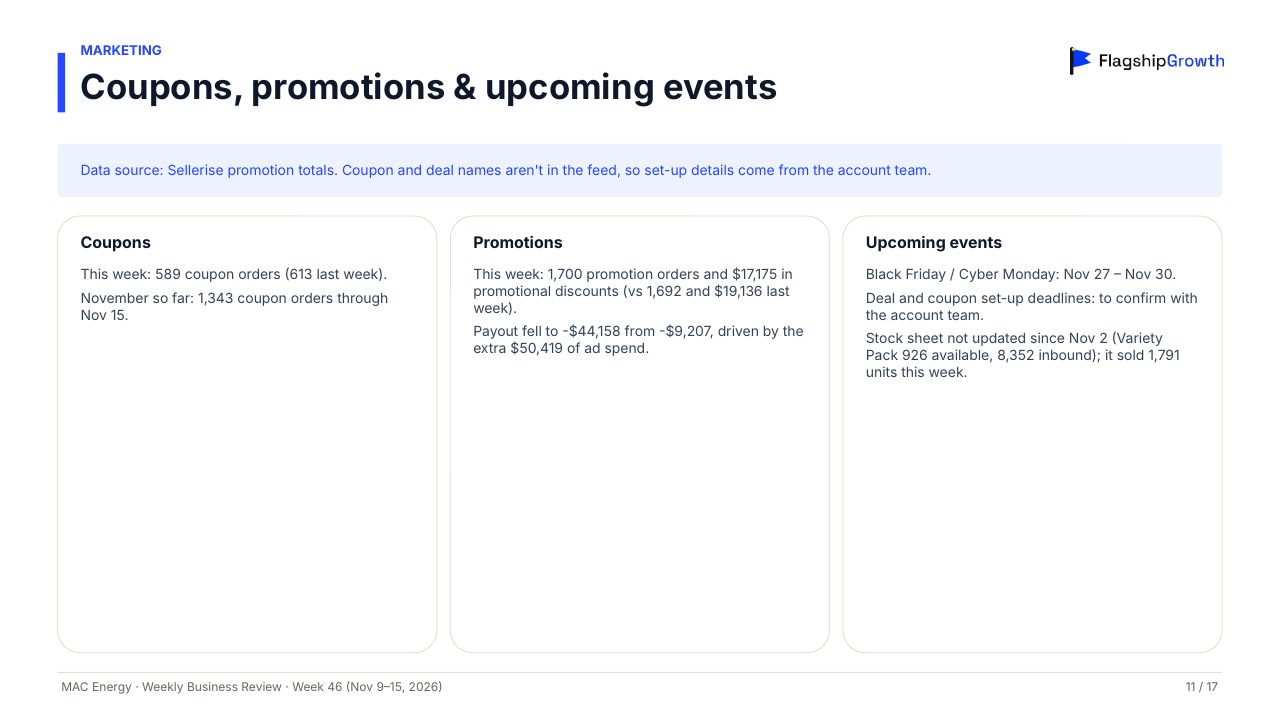 MARKETING
Coupons, promotions & upcoming events
FlagshipGrowth
Data source: Sellerise promotion totals. Coupon and deal names aren't in the feed, so set-up details come from the account team.
Coupons
This week: 589 coupon orders (613 last week).
November so far: 1,343 coupon orders through
Nov 15.
Promotions
This week: 1,700 promotion orders and $17,175 in
promotional discounts (vs 1,692 and $19,136 last
week).
Payout fell to -$44,158 from -$9,207, driven by the
extra $50,419 of ad spend.
Upcoming events
Black Friday / Cyber Monday: Nov 27 – Nov 30.
Deal and coupon set-up deadlines: to confirm with
the account team.
Stock sheet not updated since Nov 2 (Variety
Pack 926 available, 8,352 inbound); it sold 1,791
units this week.
MAC Energy · Weekly Business Review · Week 46 (Nov 9–15, 2026)
11 / 17